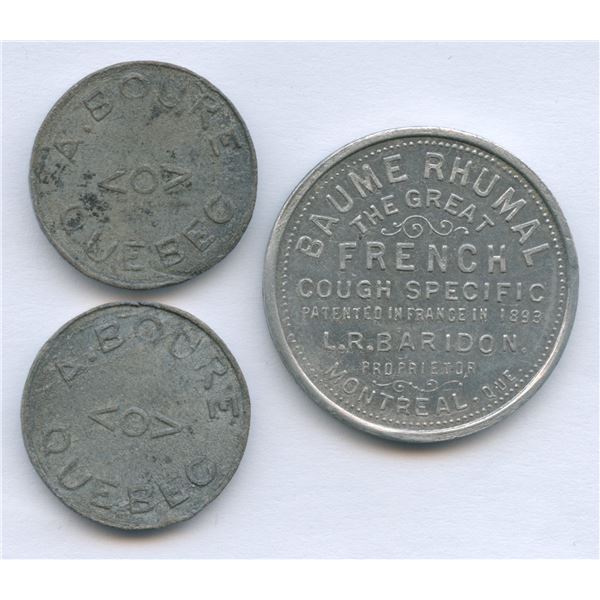 A. BOURE
<O>
QUEBEC
A. BOURE
<O>
QUEBEC
BAUME RHUMAL
THE GREAT
FRENCH
COUGH SPECIFIC
PATENTED IN FRANCE IN 1893
L.R. BARIDON.
PROPRIETOR
MONTREAL. QUE.